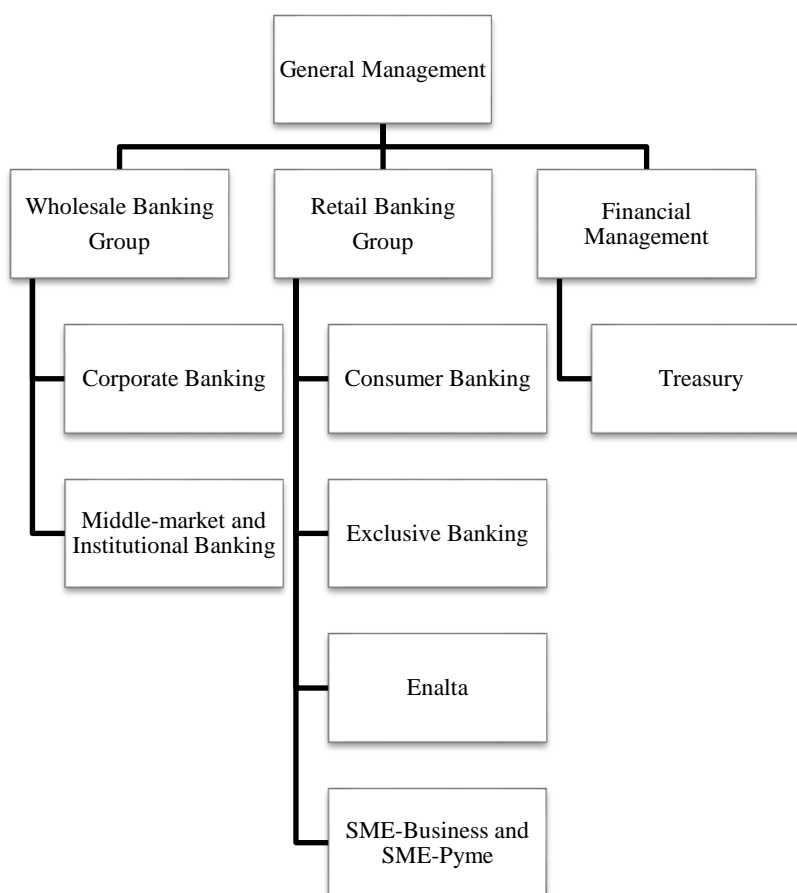 General Management
Wholesale Banking
Group
Retail Banking
Group
Financial
Management
Corporate Banking
Consumer Banking
Treasury
Middle-market and
Institutional Banking
Exclusive Banking
Enalta
SME-Business and
SME-Pyme